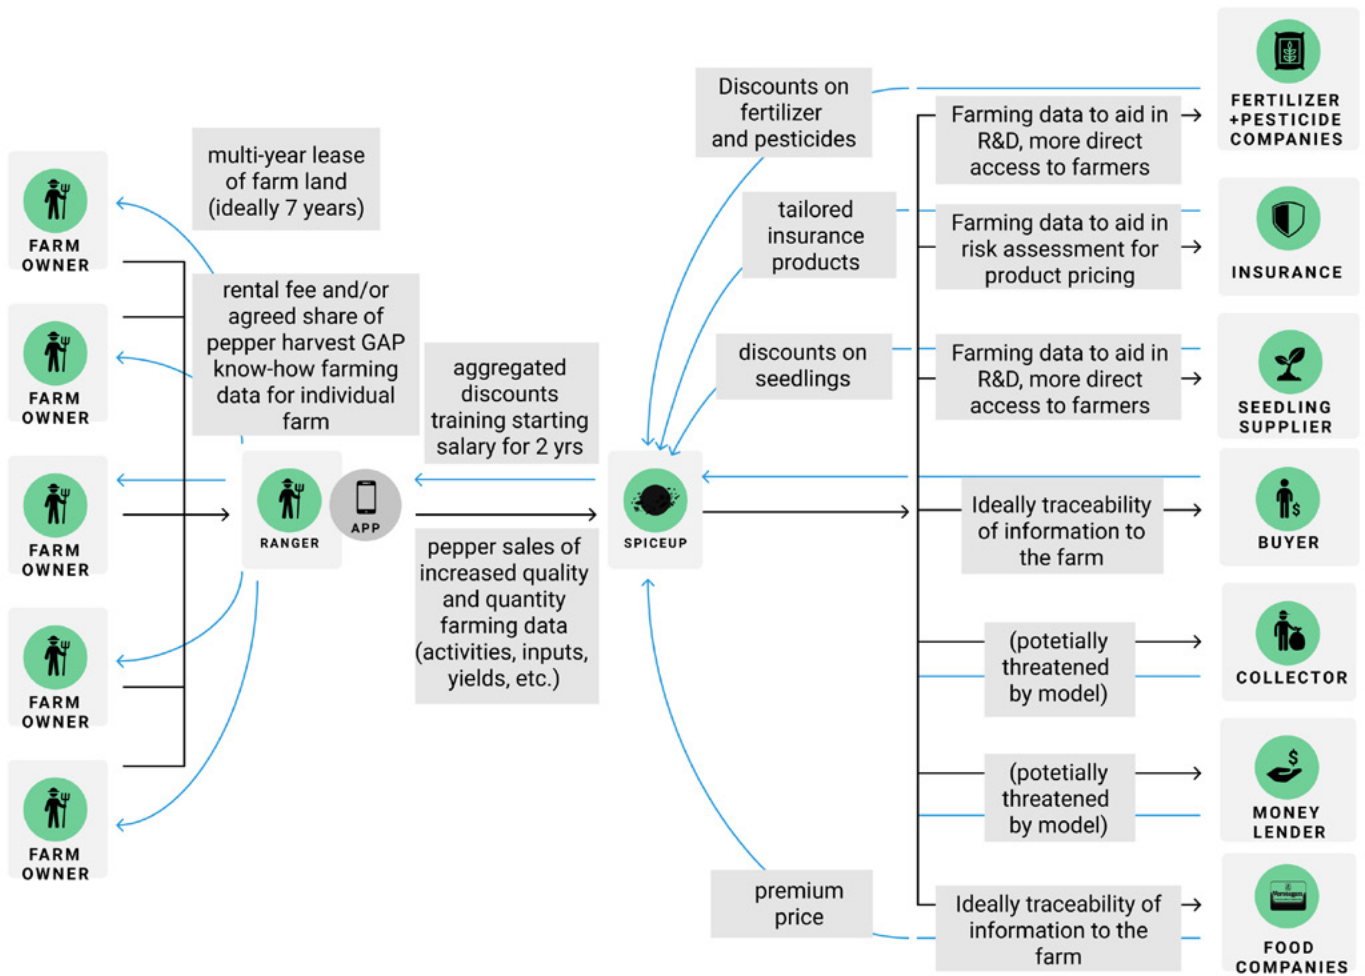 FARM
OWNER
FARM
OWNER
FARM
OWNER
FARM
OWNER
FARM
OWNER
multi-year lease
of farm land
(ideally 7 years)
rental fee and/or
agreed share of
pepper harvest GAP
know-how farming
data for individual
farm
RANGER
APP
aggregated
discounts
training starting
salary for 2 yrs
pepper sales of
increased quality
and quantity
farming data
(activities, inputs,
yields, etc.)
SPICEUP
Discounts on
fertilizer
and pesticides
tailored
insurance
products
discounts on
seedlings
premium
price
Farming data to aid in
R&D, more direct
access to farmers
Farming data to aid in
risk assessment for
product pricing
Farming data to aid in
R&D, more direct
access to farmers
Ideally traceability
of information to
the farm
(potetially
threatened
by model)
(potetially
threatened
by model)
Ideally traceability of
information to the
farm
FERTILIZER
+PESTICIDE
COMPANIES
INSURANCE
SEEDLING
SUPPLIER
BUYER
COLLECTOR
MONEY
LENDER
FOOD
COMPANIES